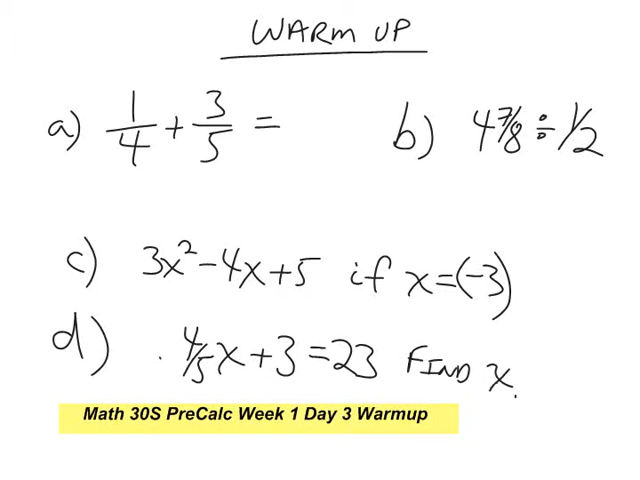 WARM UP
a) 1/4 + 3/5 =
b) 4 7/8 ÷ 1/2
c) 3x² - 4x + 5 if x = (-3)
d) . 4/5 x + 3 = 23 FIND x.
Math 30S PreCalc Week 1 Day 3 Warmup